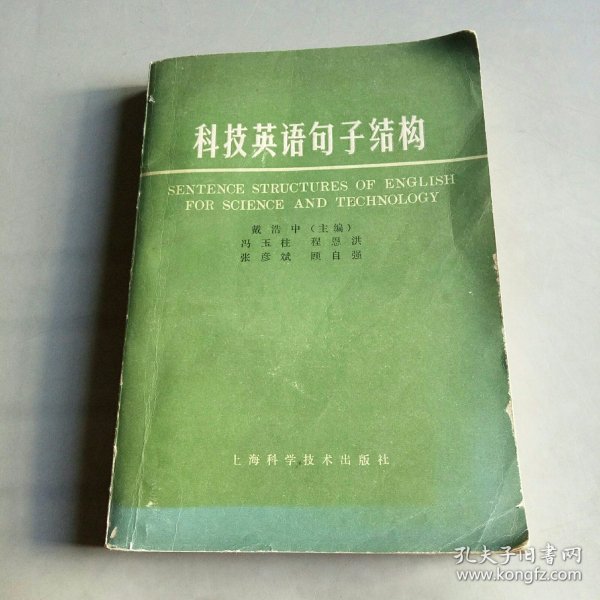 科技英语句子结构
SENTENCE STRUCTURES OF ENGLISH
FOR SCIENCE AND TECHNOLOGY
戴浩中（主编）
冯玉柱 程恩洪
张彦斌 顾自强
上海科学技术出版社
孔夫子旧书网
www.kongfz.com